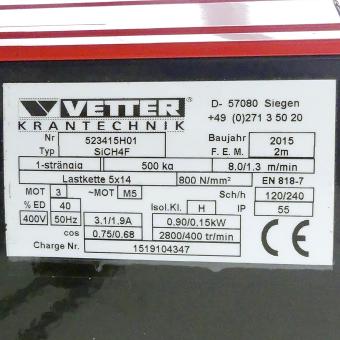 VETTER D- 57080 Siegen
KRANTECHNIK +49 (0)271 3 50 20
Nr 523415H01 Baujahr 2015
Typ SiCH4F F. E. M. 2m
1-strängig 500 kg 8.0/1.3 m/min
Lastkette 5x14 800 N/mm² EN 818-7
MOT 3 ~MOT M5 Sch/h 120/240
% ED 40 Isol.Kl. H IP 55
400V 50Hz 3.1/1.9A 0.90/0.15kW CE
cos 0.75/0.68 2800/400 tr/min
Charge Nr. 1519104347